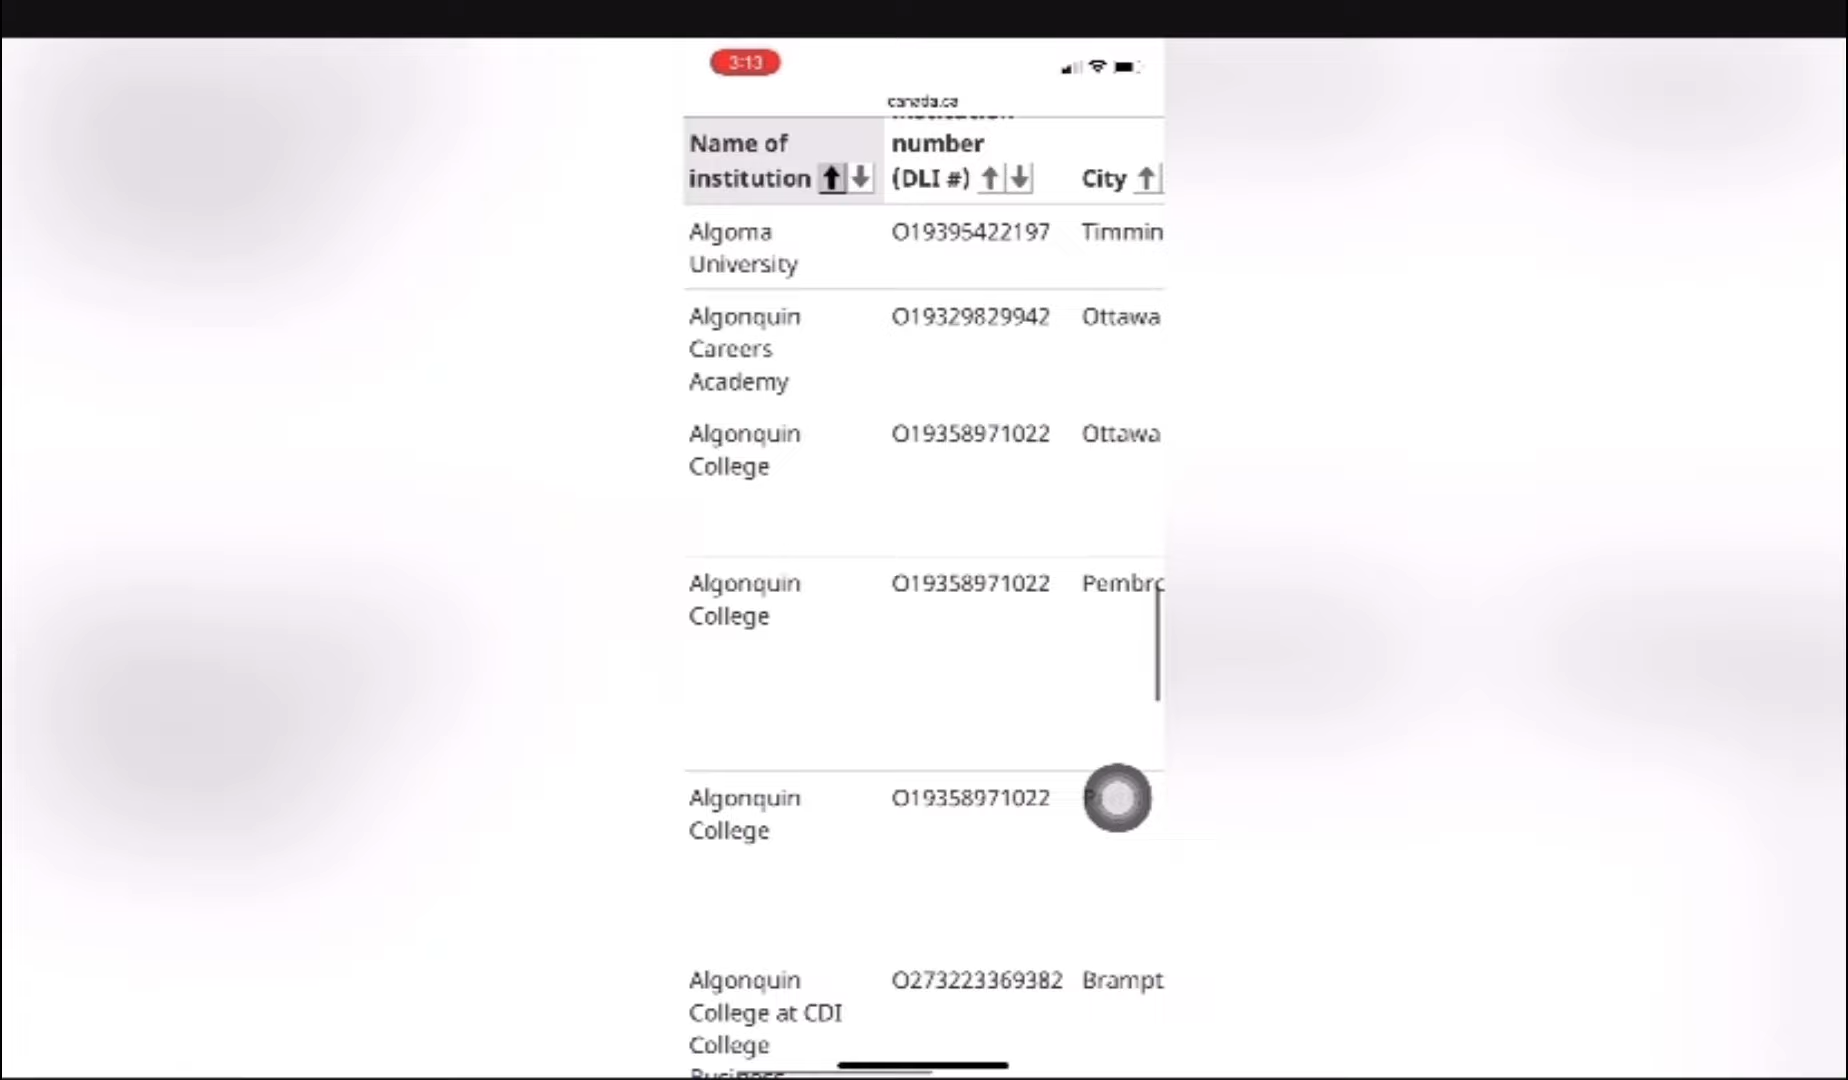 3:13
canada.ca
Name of institution
number (DLI #)
City
Algoma University
O19395422197
Timmin
Algonquin Careers Academy
O19329829942
Ottawa
Algonquin College
O19358971022
Ottawa
Algonquin College
O19358971022
Pembro
Algonquin College
O19358971022
Algonquin College at CDI College
O273223369382
Brampt